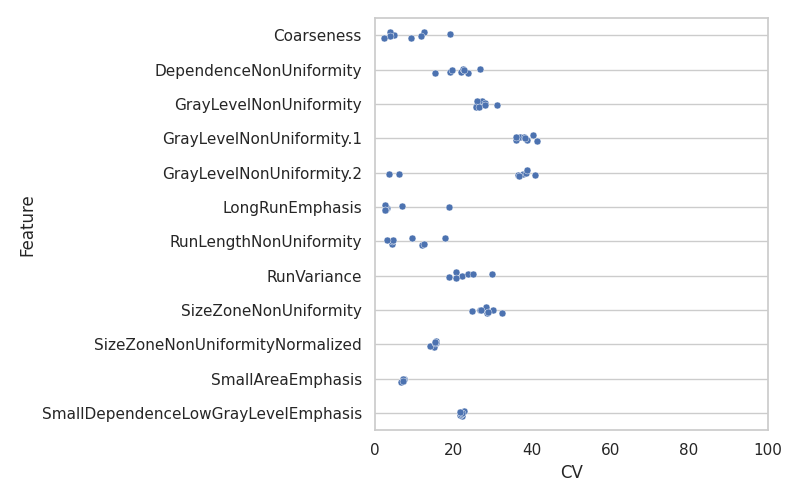 Coarseness
DependenceNonUniformity
GrayLevelNonUniformity
GrayLevelNonUniformity.1
GrayLevelNonUniformity.2
LongRunEmphasis
RunLengthNonUniformity
RunVariance
SizeZoneNonUniformity
SizeZoneNonUniformityNormalized
SmallAreaEmphasis
SmallDependenceLowGrayLevelEmphasis
Feature
0 20 40 60 80 100
CV